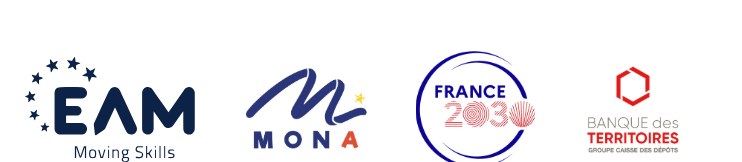 EAM
Moving Skills
MONA
FRANCE
2030
BANQUE des
TERRITOIRES
GROUPE CAISSE DES DÉPÔTS